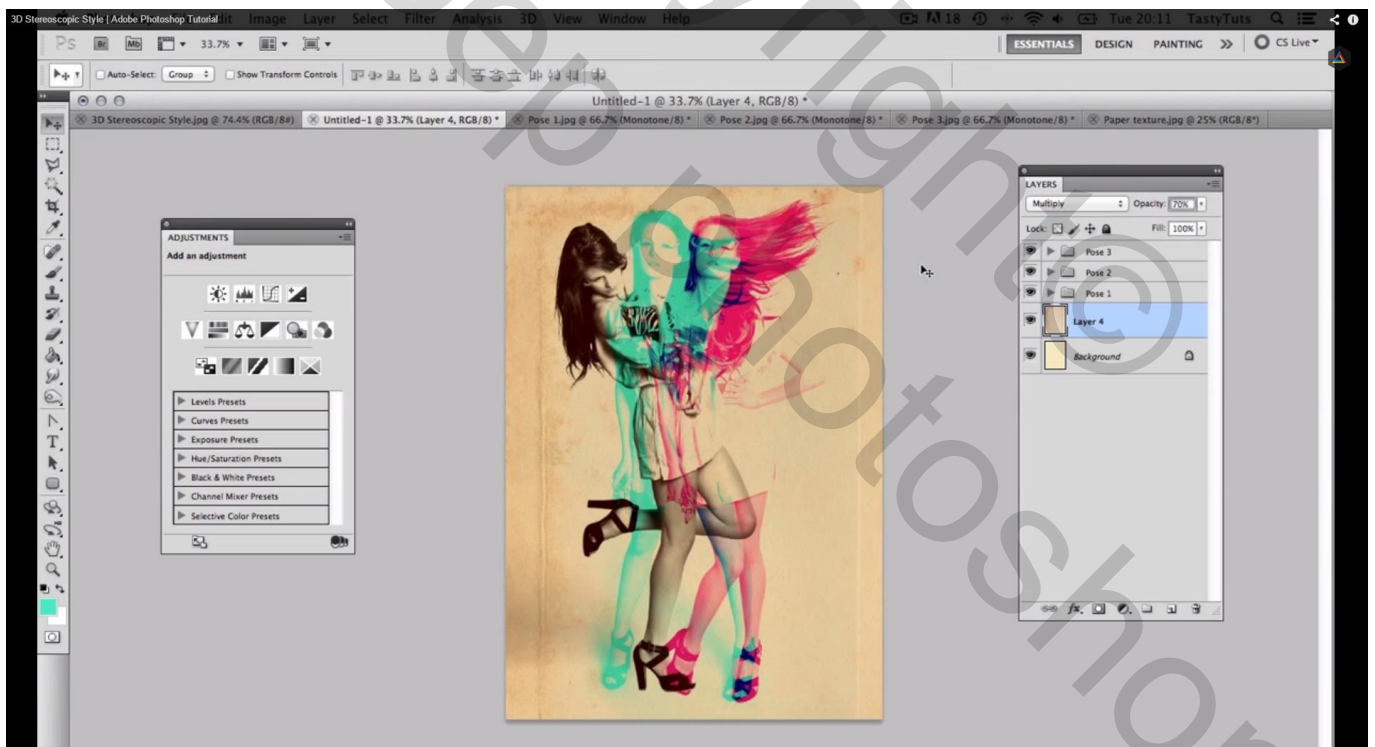 3D Stereoscopic Style | Adobe Photoshop Tutorial Edit Image Layer Select Filter Analysis 3D View Window Help 18 Tue 20:11 TastyTuts
Ps Br Mb 33.7% ESSENTIALS DESIGN PAINTING CS Live
Auto-Select: Group Show Transform Controls
Untitled-1 @ 33.7% (Layer 4, RGB/8) *
3D Stereoscopic Style.jpg @ 74.4% (RGB/8#) Untitled-1 @ 33.7% (Layer 4, RGB/8) * Pose 1.jpg @ 66.7% (Monotone/8) * Pose 2.jpg @ 66.7% (Monotone/8) * Pose 3.jpg @ 66.7% (Monotone/8) * Paper texture.jpg @ 25% (RGB/8*)
ADJUSTMENTS
Add an adjustment
Levels Presets
Curves Presets
Exposure Presets
Hue/Saturation Presets
Black & White Presets
Channel Mixer Presets
Selective Color Presets
LAYERS
Multiply Opacity: 70%
Lock: Fill: 100%
Pose 3
Pose 2
Pose 1
Layer 4
Background
fx